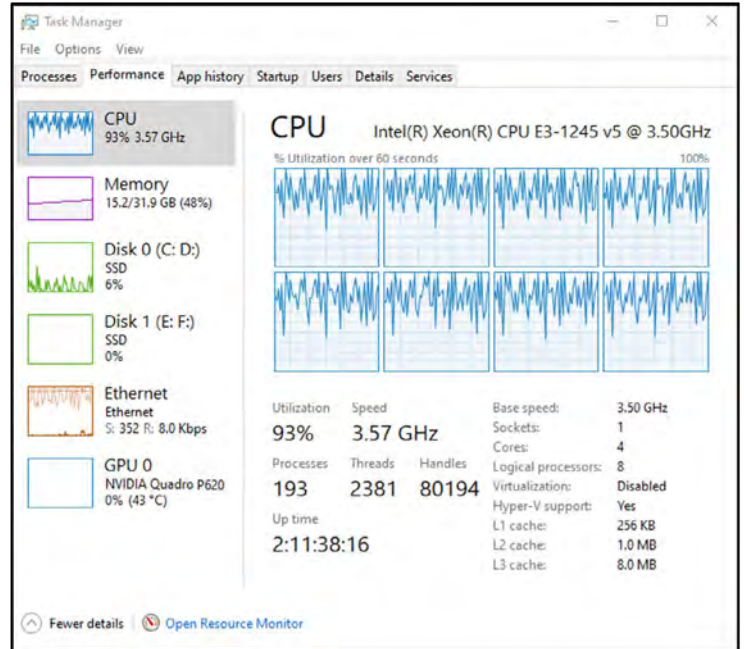 Task Manager
File Options View
Processes Performance App history Startup Users Details Services
CPU
93% 3.57 GHz
Memory
15.2/31.9 GB (48%)
Disk 0 (C: D:)
SSD
6%
Disk 1 (E: F:)
SSD
0%
Ethernet
Ethernet
S: 352 R: 8.0 Kbps
GPU 0
NVIDIA Quadro P620
0% (43 °C)
CPU Intel(R) Xeon(R) CPU E3-1245 v5 @ 3.50GHz
% Utilization over 60 seconds 100%
Utilization Speed
93% 3.57 GHz
Processes Threads Handles
193 2381 80194
Up time
2:11:38:16
Base speed: 3.50 GHz
Sockets: 1
Cores: 4
Logical processors: 8
Virtualization: Disabled
Hyper-V support: Yes
L1 cache: 256 KB
L2 cache: 1.0 MB
L3 cache: 8.0 MB
Fewer details Open Resource Monitor